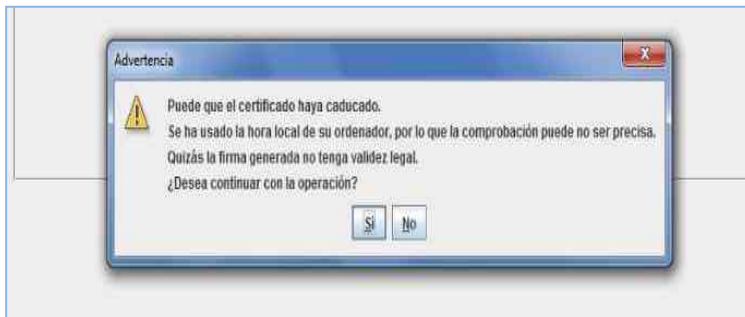 Advertencia
Puede que el certificado haya caducado.
Se ha usado la hora local de su ordenador, por lo que la comprobación puede no ser precisa.
Quizás la firma generada no tenga validez legal.
¿Desea continuar con la operación?
Sí No